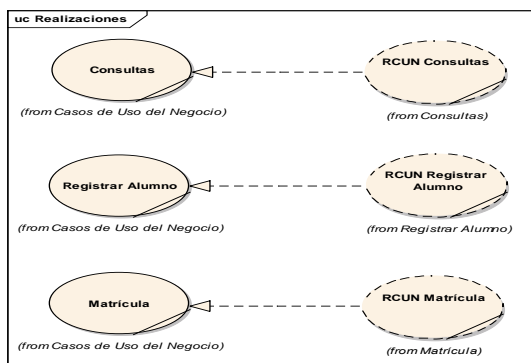 uc Realizaciones
Consultas
(from Casos de Uso del Negocio)
RCUN Consultas
(from Consultas)
Registrar Alumno
(from Casos de Uso del Negocio)
RCUN Registrar
Alumno
(from Registrar Alumno)
Matrícula
(from Casos de Uso del Negocio)
RCUN Matrícula
(from Matrícula)